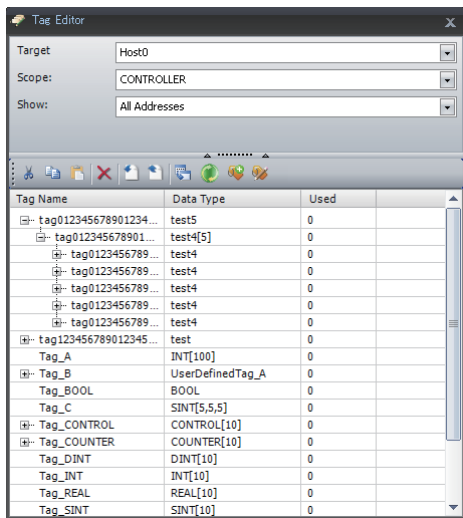 Tag Editor
Target Host0
Scope: CONTROLLER
Show: All Addresses
Tag Name Data Type Used
tag012345678901234... test5 0
tag012345678901... test4[5] 0
tag0123456789... test4 0
tag0123456789... test4 0
tag0123456789... test4 0
tag0123456789... test4 0
tag0123456789... test4 0
tag123456789012345... test 0
Tag_A INT[100] 0
Tag_B UserDefinedTag_A 0
Tag_BOOL BOOL 0
Tag_C SINT[5,5,5] 0
Tag_CONTROL CONTROL[10] 0
Tag_COUNTER COUNTER[10] 0
Tag_DINT DINT[10] 0
Tag_INT INT[10] 0
Tag_REAL REAL[10] 0
Tag_SINT SINT[10] 0